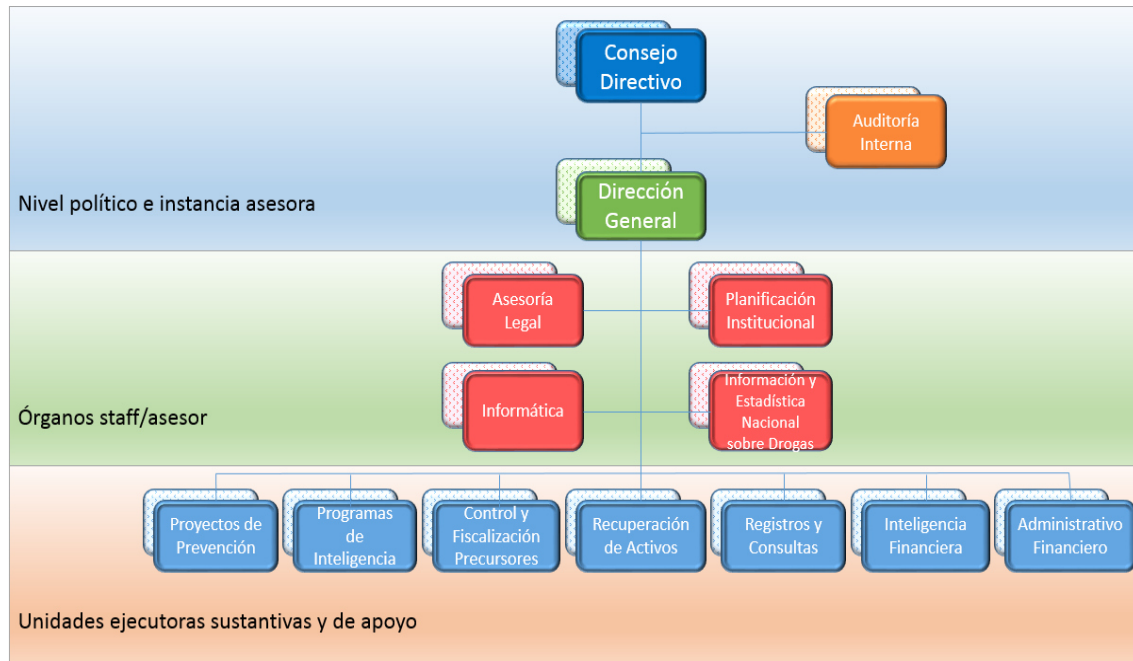 Consejo
Directivo
Auditoría
Interna
Dirección
General
Nivel político e instancia asesora
Asesoría
Legal
Planificación
Institucional
Informática
Información y
Estadística
Nacional
sobre Drogas
Órganos staff/asesor
Proyectos de
Prevención
Programas
de
Inteligencia
Control y
Fiscalización
Precursores
Recuperación
de Activos
Registros y
Consultas
Inteligencia
Financiera
Administrativo
Financiero
Unidades ejecutoras sustantivas y de apoyo